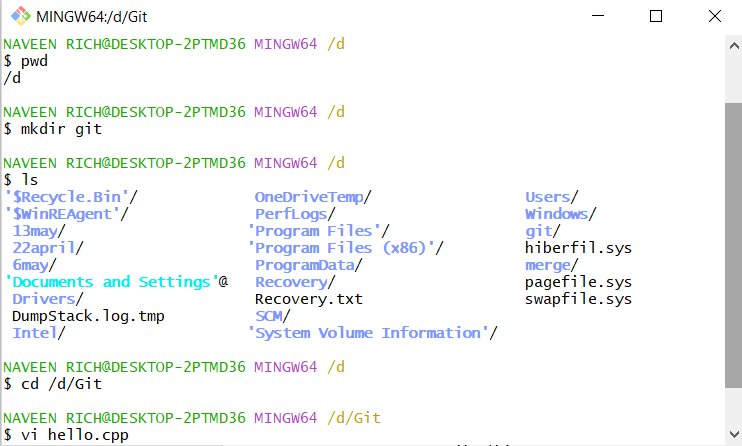 MINGW64:/d/Git
NAVEEN RICH@DESKTOP-2PTMD36 MINGW64 /d
$ pwd
/d
NAVEEN RICH@DESKTOP-2PTMD36 MINGW64 /d
$ mkdir git
NAVEEN RICH@DESKTOP-2PTMD36 MINGW64 /d
$ ls
'$Recycle.Bin'/ OneDriveTemp/ Users/
'$WinREAgent'/ PerfLogs/ Windows/
13may/ 'Program Files'/ git/
22april/ 'Program Files (x86)'/ hiberfil.sys
6may/ ProgramData/ merge/
'Documents and Settings'@ Recovery/ pagefile.sys
Drivers/ Recovery.txt swapfile.sys
DumpStack.log.tmp SCM/
Intel/ 'System Volume Information'/
NAVEEN RICH@DESKTOP-2PTMD36 MINGW64 /d
$ cd /d/Git
NAVEEN RICH@DESKTOP-2PTMD36 MINGW64 /d/Git
$ vi hello.cpp